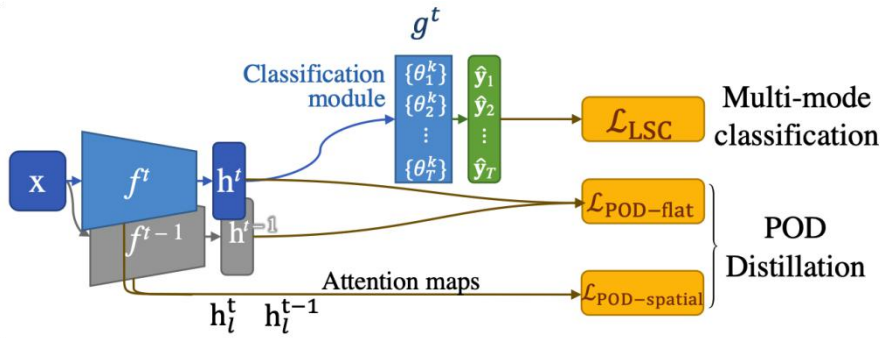 g^t
Classification
module
{θ_1^k}
{θ_2^k}
⋮
{θ_T^k}
ŷ_1
ŷ_2
⋮
ŷ_T
ℒ_LSC
Multi-mode
classification
x
f^t
h^t
f^{t-1}
h^{t-1}
ℒ_POD-flat
ℒ_POD-spatial
POD
Distillation
Attention maps
h_l^t h_l^{t-1}